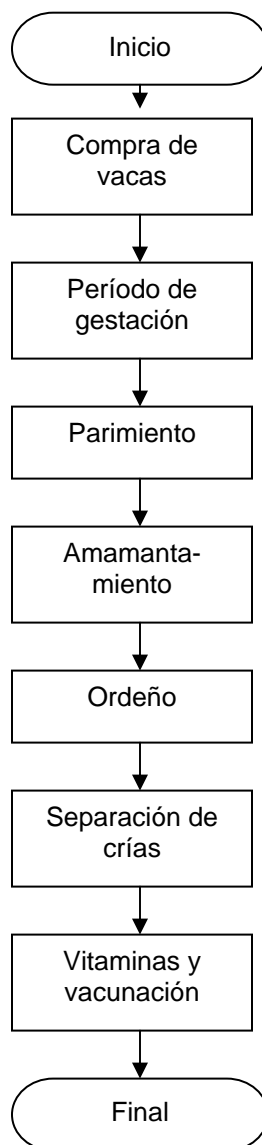 Inicio
Compra de
vacas
Período de
gestación
Parimiento
Amamanta-
miento
Ordeño
Separación de
crías
Vitaminas y
vacunación
Final